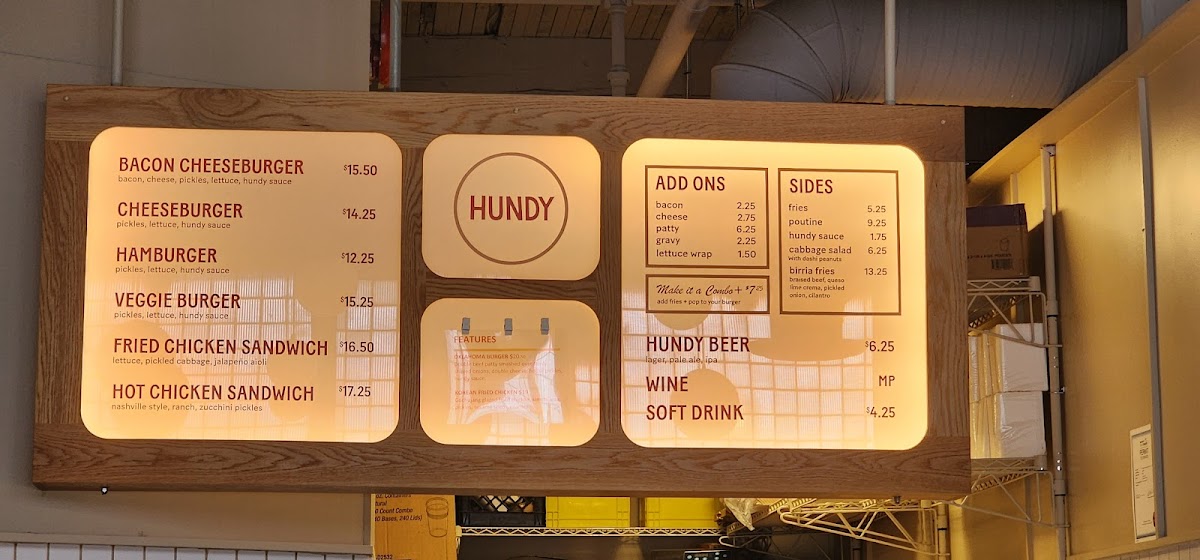 BACON CHEESEBURGER $15.50
bacon, cheese, pickles, lettuce, hundy sauce
CHEESEBURGER $14.25
pickles, lettuce, hundy sauce
HAMBURGER $12.25
pickles, lettuce, hundy sauce
VEGGIE BURGER $15.25
pickles, lettuce, hundy sauce
FRIED CHICKEN SANDWICH $16.50
lettuce, pickled cabbage, jalapeño aioli
HOT CHICKEN SANDWICH $17.25
nashville style, ranch, zucchini pickles
HUNDY
FEATURES
ADD ONS
bacon 2.25
cheese 2.75
patty 6.25
gravy 2.25
lettuce wrap 1.50
Make it a Combo + $7.25
add fries + pop to your burger
SIDES
fries 5.25
poutine 9.25
hundy sauce 1.75
cabbage salad 6.25
with dashi peanuts
birria fries 13.25
braised beef, queso
lime crema, pickled
onion, cilantro
HUNDY BEER $6.25
lager, pale ale, ipa
WINE MP
SOFT DRINK $4.25
0 Count Combo
Bases, 240 Lids)